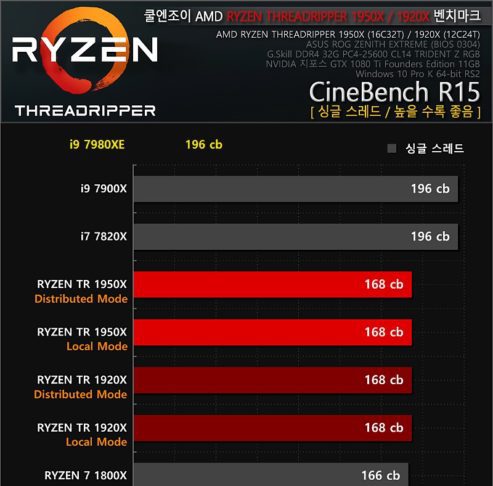 쿨엔조이 AMD RYZEN THREADRIPPER 1950X / 1920X 벤치마크
RYZEN
THREADRIPPER
AMD RYZEN THREADRIPPER 1950X (16C32T) / 1920X (12C24T)
ASUS ROG ZENITH EXTREME (BIOS 0304)
G.Skill DDR4 32G PC4-25600 CL14 TRIDENT Z RGB
NVIDIA 지포스 GTX 1080 Ti Founders Edition 11GB
Windows 10 Pro K 64-bit RS2
CineBench R15
[ 싱글 스레드 / 높을 수록 좋음 ]
i9 7980XE 196 cb
싱글 스레드
i9 7900X 196 cb
i7 7820X 196 cb
RYZEN TR 1950X 168 cb
Distributed Mode
RYZEN TR 1950X 168 cb
Local Mode
RYZEN TR 1920X 168 cb
Distributed Mode
RYZEN TR 1920X 168 cb
Local Mode
RYZEN 7 1800X 166 cb